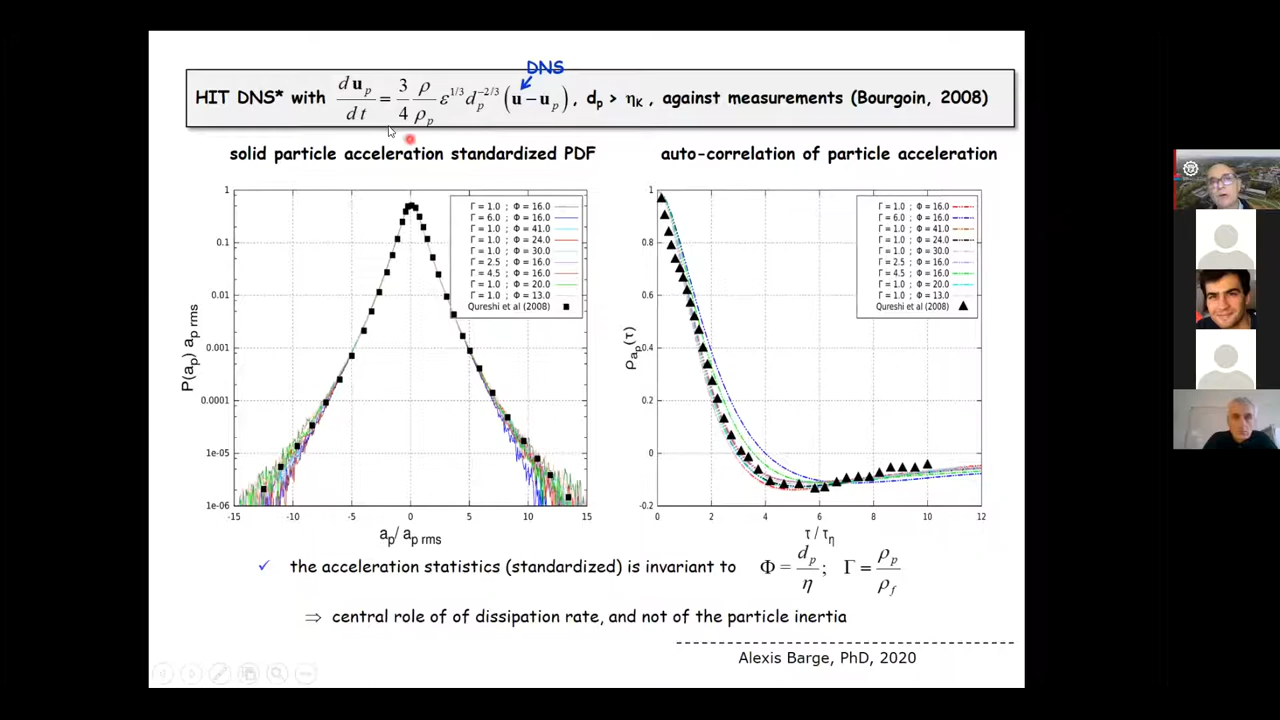 DNS
HIT DNS* with d u_p / d t = 3/4 ρ/ρ_p ε^{1/3} d_p^{-2/3} (u − u_p), d_p > η_K, against measurements (Bourgoin, 2008)
solid particle acceleration standardized PDF
auto-correlation of particle acceleration
P(a_p) a_p rms
1
0.1
0.01
0.001
0.0001
1e-05
1e-06
-15 -10 -5 0 5 10 15
a_p/ a_p rms
Γ = 1.0 ; Φ = 16.0
Γ = 6.0 ; Φ = 16.0
Γ = 1.0 ; Φ = 41.0
Γ = 1.0 ; Φ = 24.0
Γ = 1.0 ; Φ = 30.0
Γ = 2.5 ; Φ = 16.0
Γ = 4.5 ; Φ = 16.0
Γ = 1.0 ; Φ = 20.0
Γ = 1.0 ; Φ = 13.0
Qureshi et al (2008)
ρ_{a_p}(τ)
1
0.8
0.6
0.4
0.2
0
-0.2
0 2 4 6 8 10 12
τ / τ_η
Γ = 1.0 ; Φ = 16.0
Γ = 6.0 ; Φ = 16.0
Γ = 1.0 ; Φ = 41.0
Γ = 1.0 ; Φ = 24.0
Γ = 1.0 ; Φ = 30.0
Γ = 2.5 ; Φ = 16.0
Γ = 4.5 ; Φ = 16.0
Γ = 1.0 ; Φ = 20.0
Γ = 1.0 ; Φ = 13.0
Qureshi et al (2008)
✓ the acceleration statistics (standardized) is invariant to Φ = d_p/η; Γ = ρ_p/ρ_f
⇒ central role of of dissipation rate, and not of the particle inertia
Alexis Barge, PhD, 2020